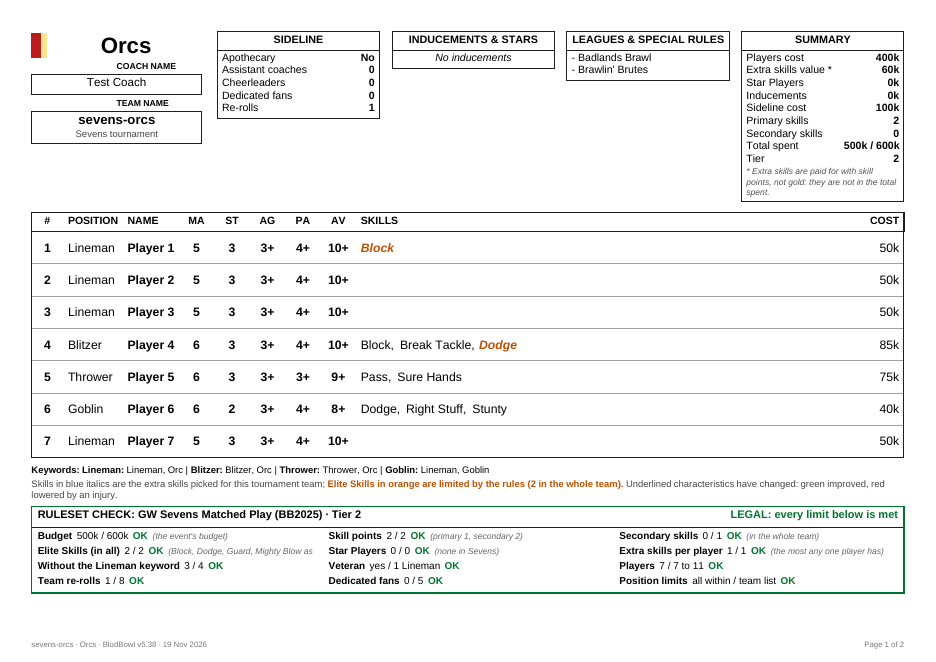 Orcs
COACH NAME
Test Coach
TEAM NAME
sevens-orcs
Sevens tournament
SIDELINE
Apothecary No
Assistant coaches 0
Cheerleaders 0
Dedicated fans 0
Re-rolls 1
INDUCEMENTS & STARS
No inducements
LEAGUES & SPECIAL RULES
- Badlands Brawl
- Brawlin' Brutes
SUMMARY
Players cost 400k
Extra skills value * 60k
Star Players 0k
Inducements 0k
Sideline cost 100k
Primary skills 2
Secondary skills 0
Total spent 500k / 600k
Tier 2
* Extra skills are paid for with skill
points, not gold: they are not in the total
spent.
# POSITION NAME MA ST AG PA AV SKILLS COST
1 Lineman Player 1 5 3 3+ 4+ 10+ Block 50k
2 Lineman Player 2 5 3 3+ 4+ 10+ 50k
3 Lineman Player 3 5 3 3+ 4+ 10+ 50k
4 Blitzer Player 4 6 3 3+ 4+ 10+ Block, Break Tackle, Dodge 85k
5 Thrower Player 5 6 3 3+ 3+ 9+ Pass, Sure Hands 75k
6 Goblin Player 6 6 2 3+ 4+ 8+ Dodge, Right Stuff, Stunty 40k
7 Lineman Player 7 5 3 3+ 4+ 10+ 50k
Keywords: Lineman: Lineman, Orc | Blitzer: Blitzer, Orc | Thrower: Thrower, Orc | Goblin: Lineman, Goblin
Skills in blue italics are the extra skills picked for this tournament team; Elite Skills in orange are limited by the rules (2 in the whole team). Underlined characteristics have changed: green improved, red
lowered by an injury.
RULESET CHECK: GW Sevens Matched Play (BB2025) · Tier 2 LEGAL: every limit below is met
Budget 500k / 600k OK (the event's budget) Skill points 2 / 2 OK (primary 1, secondary 2) Secondary skills 0 / 1 OK (in the whole team)
Elite Skills (in all) 2 / 2 OK (Block, Dodge, Guard, Mighty Blow as Star Players 0 / 0 OK (none in Sevens) Extra skills per player 1 / 1 OK (the most any one player has)
Without the Lineman keyword 3 / 4 OK Veteran yes / 1 Lineman OK Players 7 / 7 to 11 OK
Team re-rolls 1 / 8 OK Dedicated fans 0 / 5 OK Position limits all within / team list OK
sevens-orcs · Orcs · BludBowl v5.38 · 19 Nov 2026 Page 1 of 2